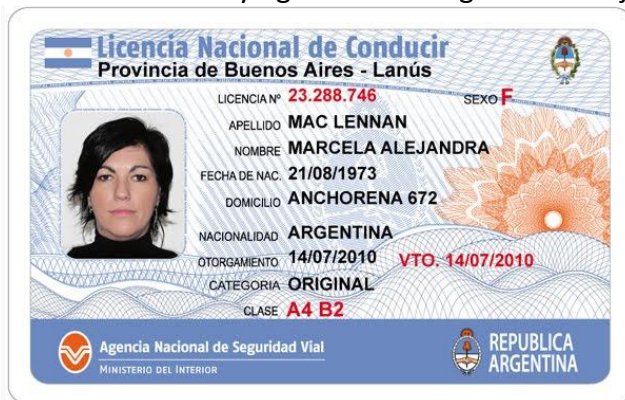 Licencia Nacional de Conducir
Provincia de Buenos Aires - Lanús
LICENCIA Nº 23.288.746 SEXO F
APELLIDO MAC LENNAN
NOMBRE MARCELA ALEJANDRA
FECHA DE NAC. 21/08/1973
DOMICILIO ANCHORENA 672
NACIONALIDAD ARGENTINA
OTORGAMIENTO 14/07/2010 VTO. 14/07/2010
CATEGORIA ORIGINAL
CLASE A4 B2
Agencia Nacional de Seguridad Vial
MINISTERIO DEL INTERIOR
REPUBLICA
ARGENTINA